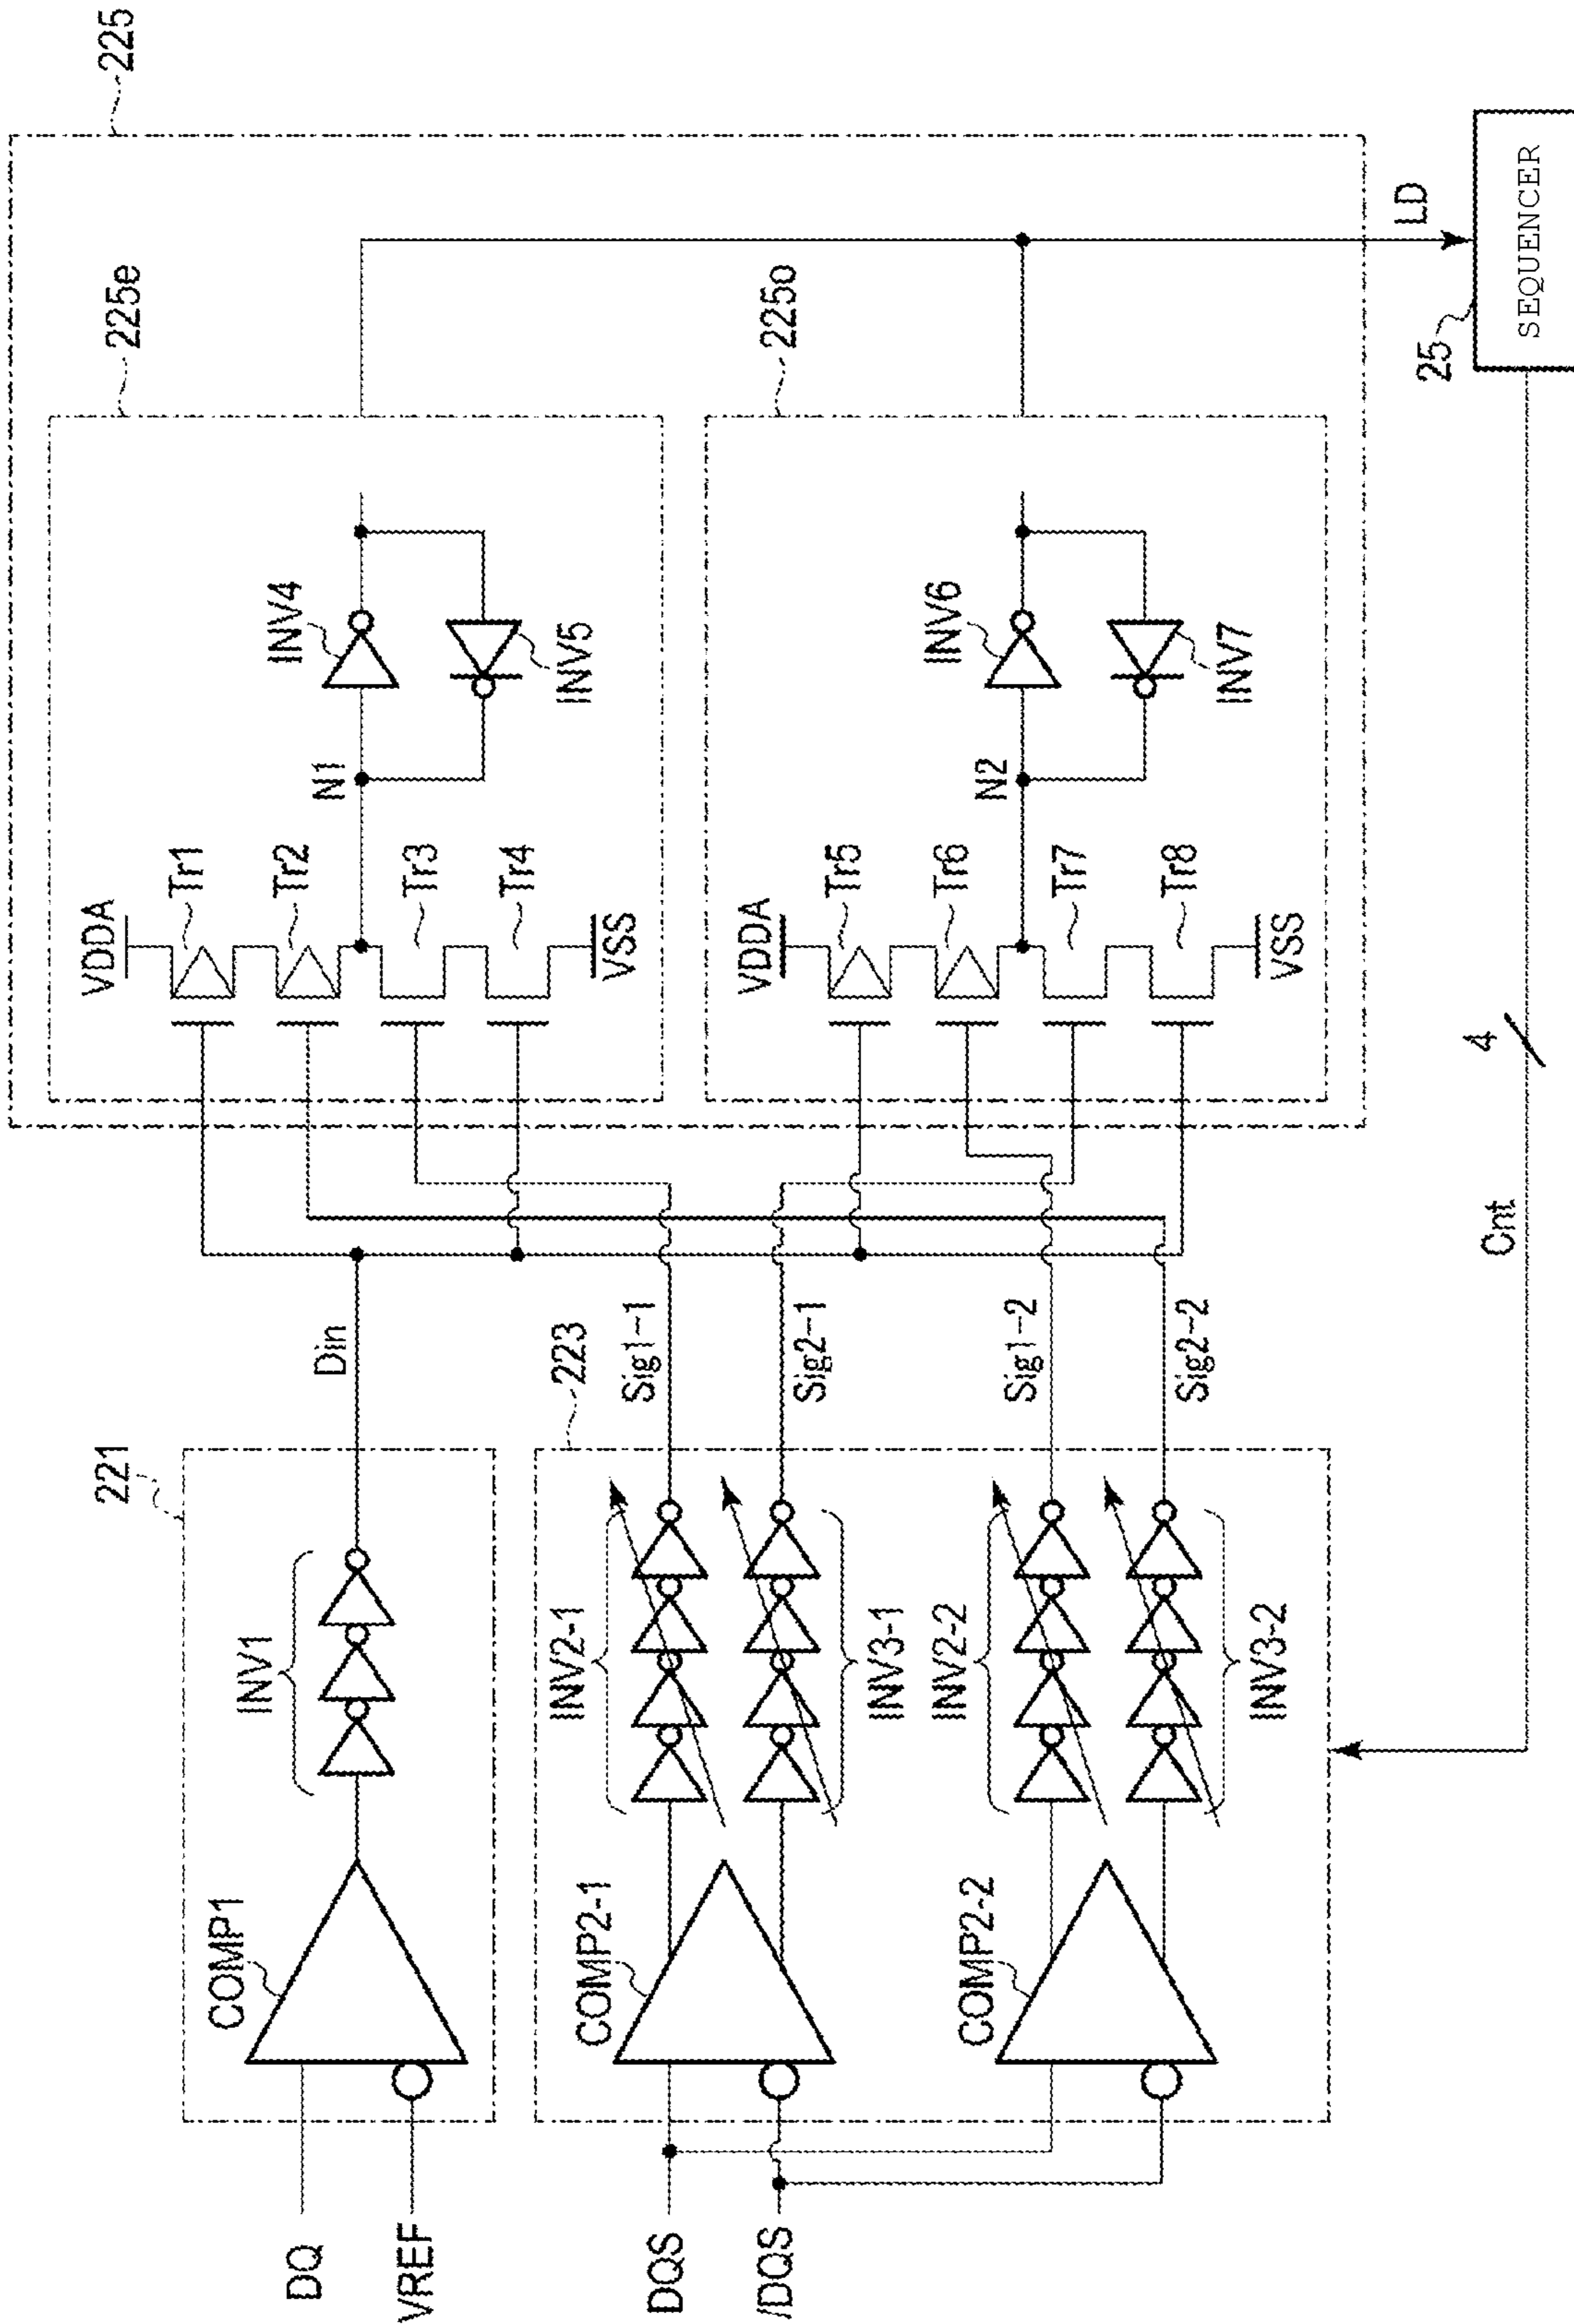 225
225e
225o
VDDA
Tr1
Tr2
Tr3
Tr4
VSS
N1
INV4
INV5
VDDA
Tr5
Tr6
Tr7
Tr8
VSS
N2
INV6
INV7
LD
25
SEQUENCER
4
Cnt
Din
Sig1-1
Sig2-1
Sig1-2
Sig2-2
221
INV1
COMP1
DQ
VREF
223
INV2-1
INV3-1
INV2-2
INV3-2
COMP2-1
COMP2-2
DQS
/DQS